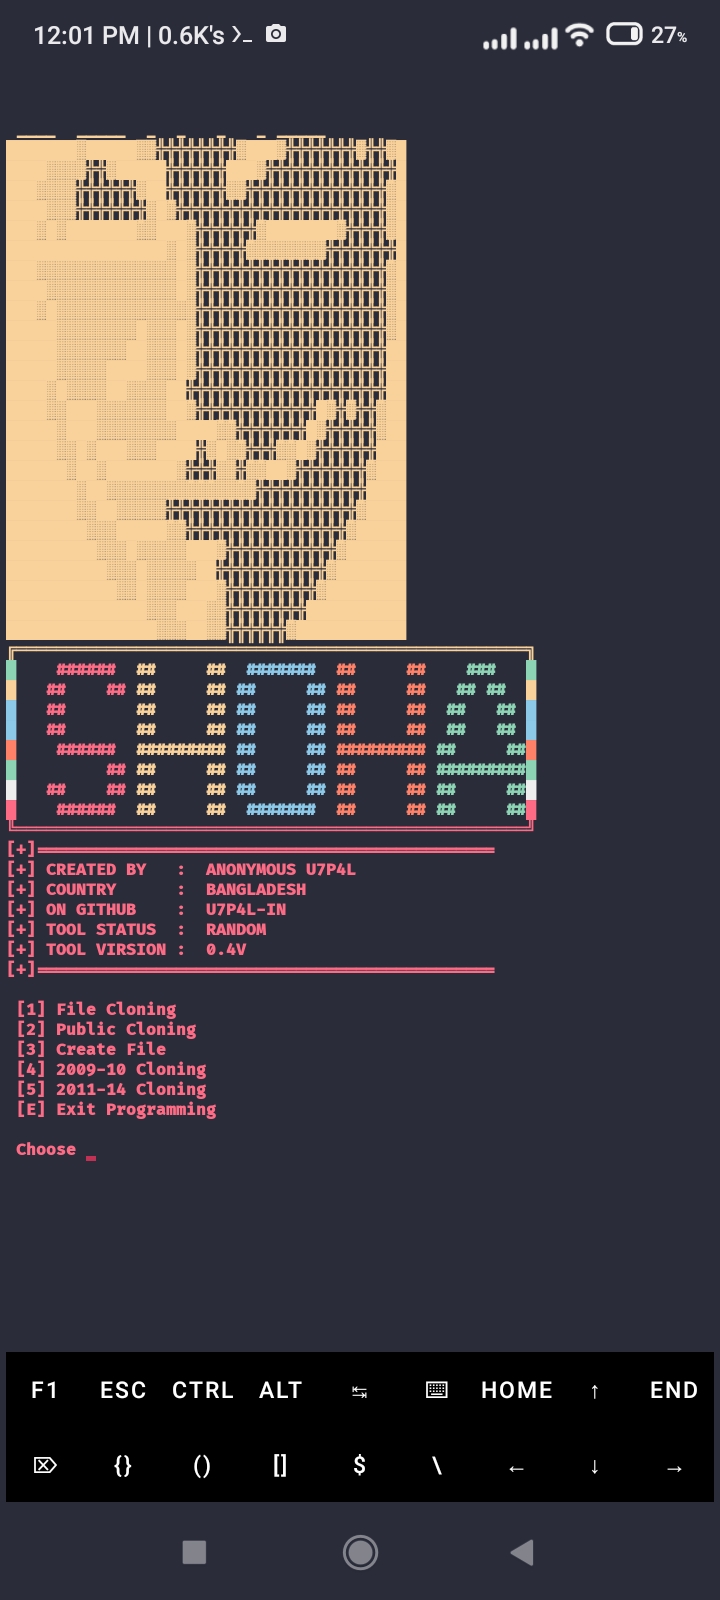 12:01 PM | 0.6K's >_
27%
SHOHA
[+]
[+] CREATED BY   :  ANONYMOUS U7P4L
[+] COUNTRY      :  BANGLADESH
[+] ON GITHUB    :  U7P4L-IN
[+] TOOL STATUS  :  RANDOM
[+] TOOL VIRSION :  0.4V
[+]
[1] File Cloning
[2] Public Cloning
[3] Create File
[4] 2009-10 Cloning
[5] 2011-14 Cloning
[E] Exit Programming
Choose _
F1 ESC CTRL ALT ↹ ⌨ HOME ↑ END
⌦ {} () [] $ \ ← ↓ →